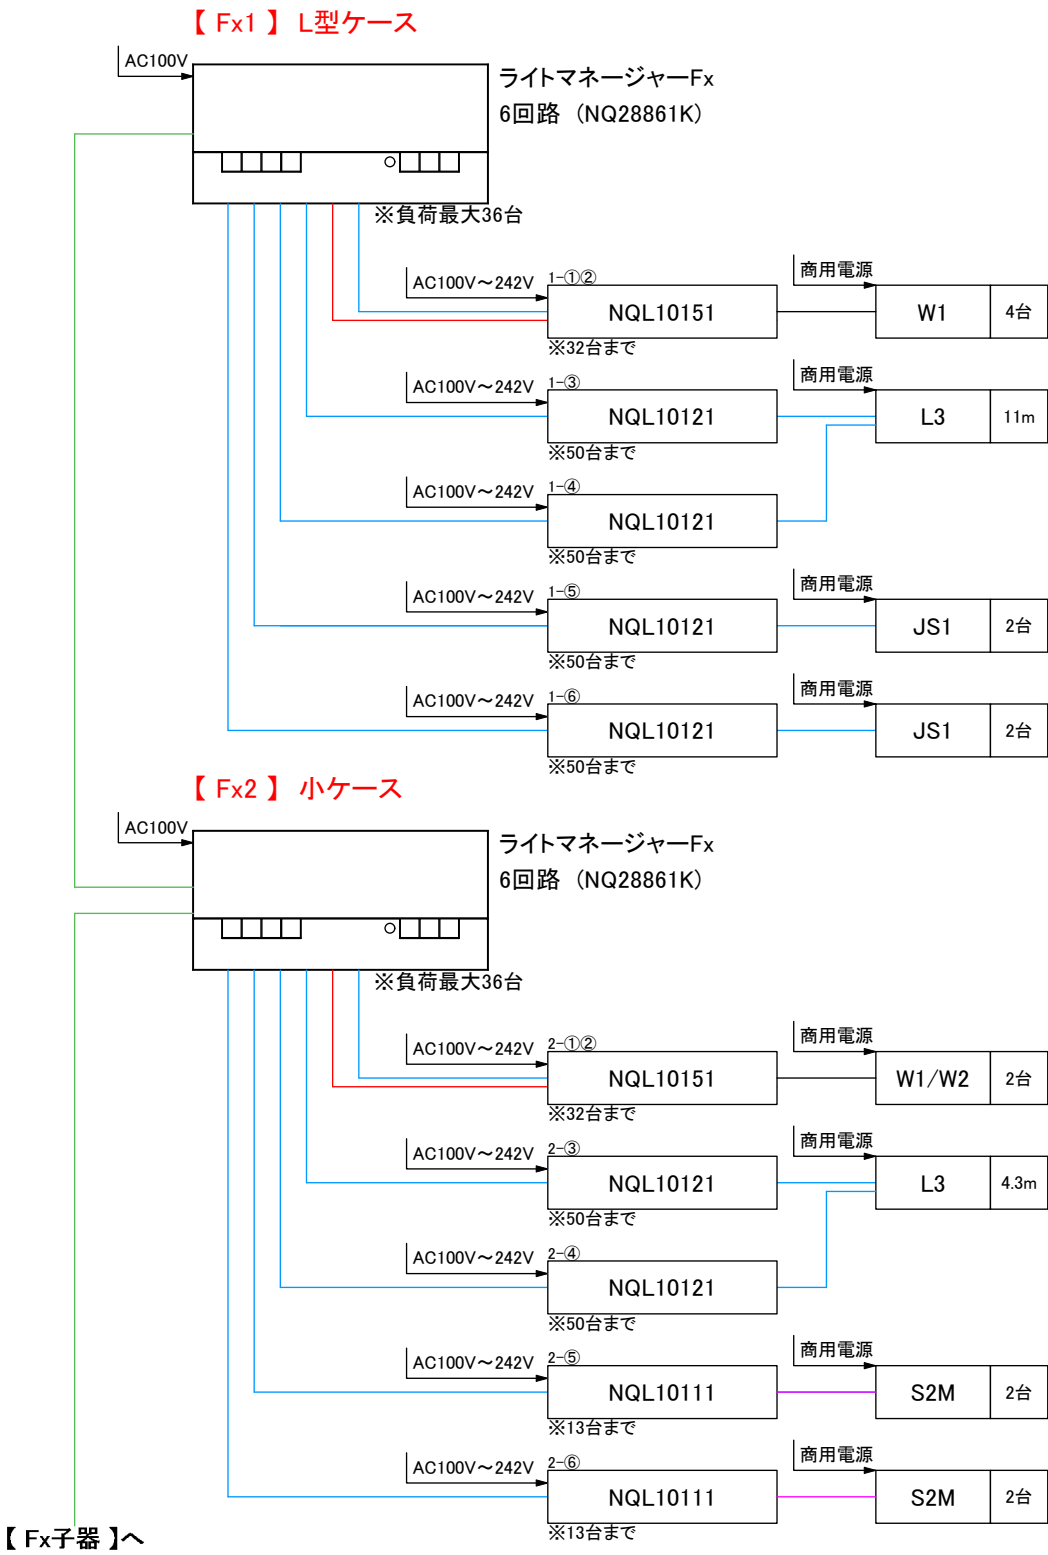 【 Fx1 】 L型ケース
AC100V
ライトマネージャーFx
6回路 （NQ28861K）
※負荷最大36台
AC100V～242V
1-①②
NQL10151
※32台まで
商用電源
W1
4台
AC100V～242V
1-③
NQL10121
※50台まで
商用電源
L3
11m
AC100V～242V
1-④
NQL10121
※50台まで
AC100V～242V
1-⑤
NQL10121
※50台まで
商用電源
JS1
2台
AC100V～242V
1-⑥
NQL10121
※50台まで
商用電源
JS1
2台
【 Fx2 】 小ケース
AC100V
ライトマネージャーFx
6回路 （NQ28861K）
※負荷最大36台
AC100V～242V
2-①②
NQL10151
※32台まで
商用電源
W1/W2
2台
AC100V～242V
2-③
NQL10121
※50台まで
商用電源
L3
4.3m
AC100V～242V
2-④
NQL10121
※50台まで
AC100V～242V
2-⑤
NQL10111
※13台まで
商用電源
S2M
2台
AC100V～242V
2-⑥
NQL10111
※13台まで
商用電源
S2M
2台
【 Fx子器 】へ